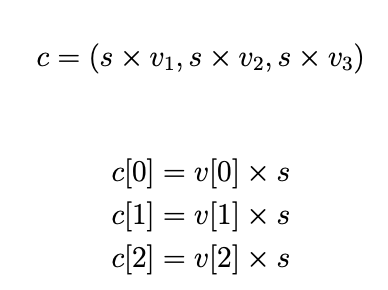 c = (s × v₁, s × v₂, s × v₃)
c[0] = v[0] × s
c[1] = v[1] × s
c[2] = v[2] × s